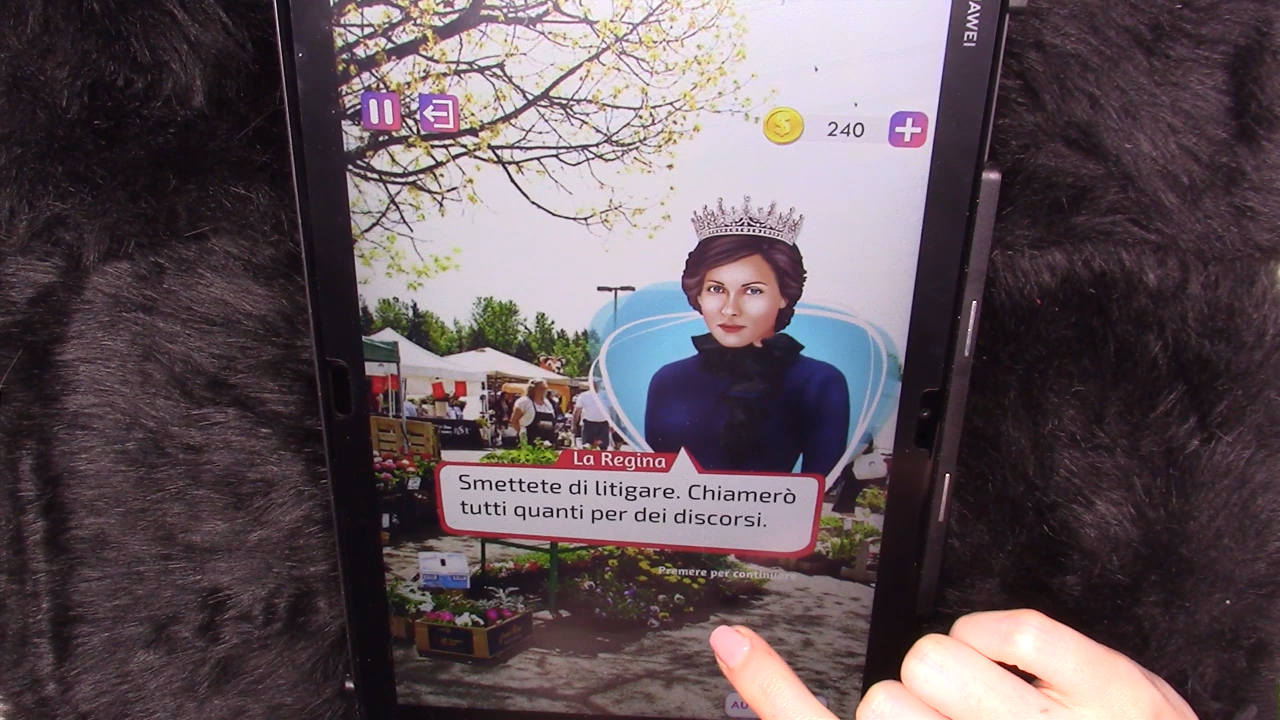 HUAWEI
240
La Regina
Smettete di litigare. Chiamerò
tutti quanti per dei discorsi.
Premere per continuare